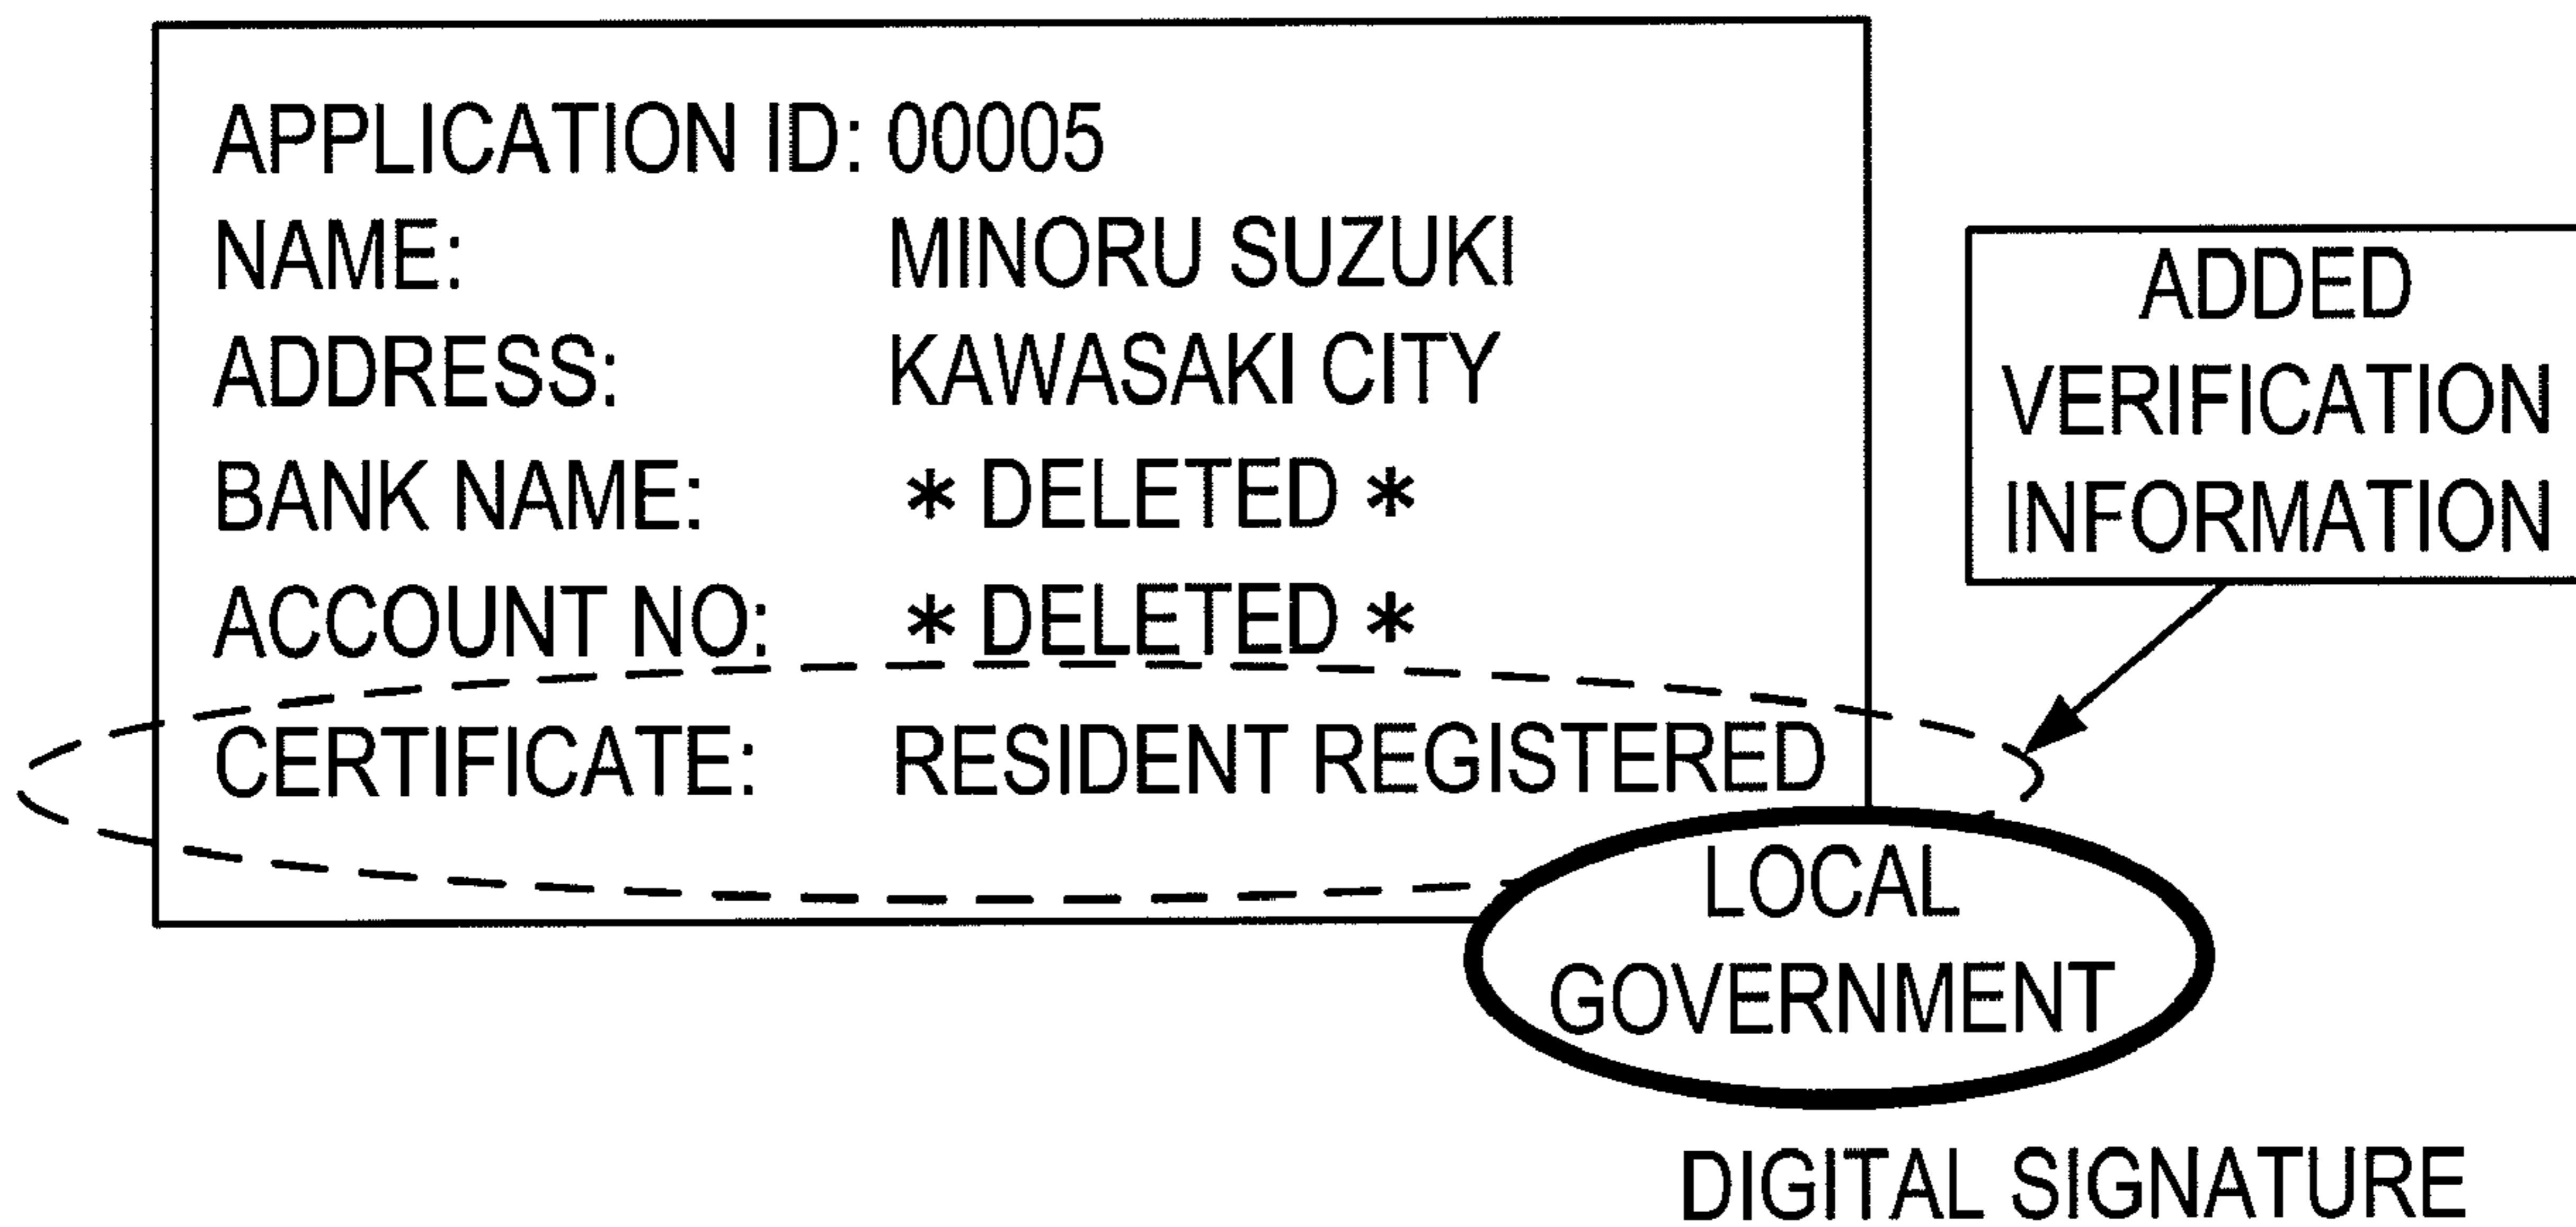 APPLICATION ID: 00005
NAME: MINORU SUZUKI
ADDRESS: KAWASAKI CITY
BANK NAME: * DELETED *
ACCOUNT NO: * DELETED *
CERTIFICATE: RESIDENT REGISTERED
ADDED
VERIFICATION
INFORMATION
LOCAL
GOVERNMENT
DIGITAL SIGNATURE